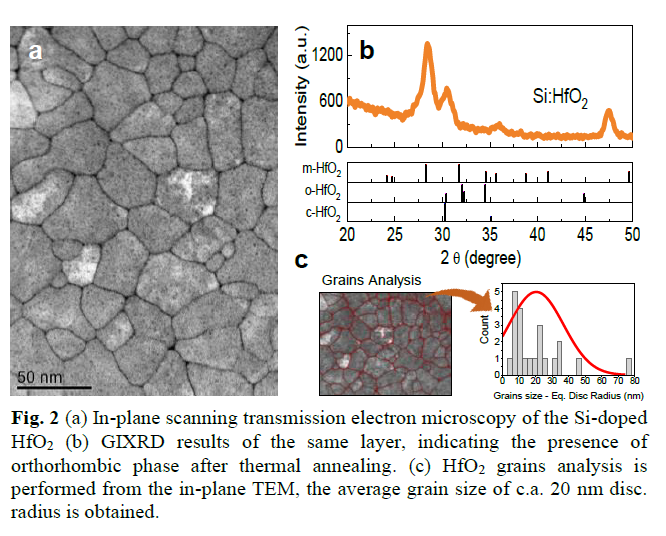 a
50 nm
b
Intensity (a.u.)
1200
600
0
Si:HfO₂
m-HfO₂
o-HfO₂
c-HfO₂
20 25 30 35 40 45 50
2 θ (degree)
c
Grains Analysis
Count
5
4
3
2
1
0
0 10 20 30 40 50 60 70 80
Grains size - Eq. Disc Radius (nm)
Fig. 2 (a) In-plane scanning transmission electron microscopy of the Si-doped
HfO₂ (b) GIXRD results of the same layer, indicating the presence of
orthorhombic phase after thermal annealing. (c) HfO₂ grains analysis is
performed from the in-plane TEM, the average grain size of c.a. 20 nm disc.
radius is obtained.